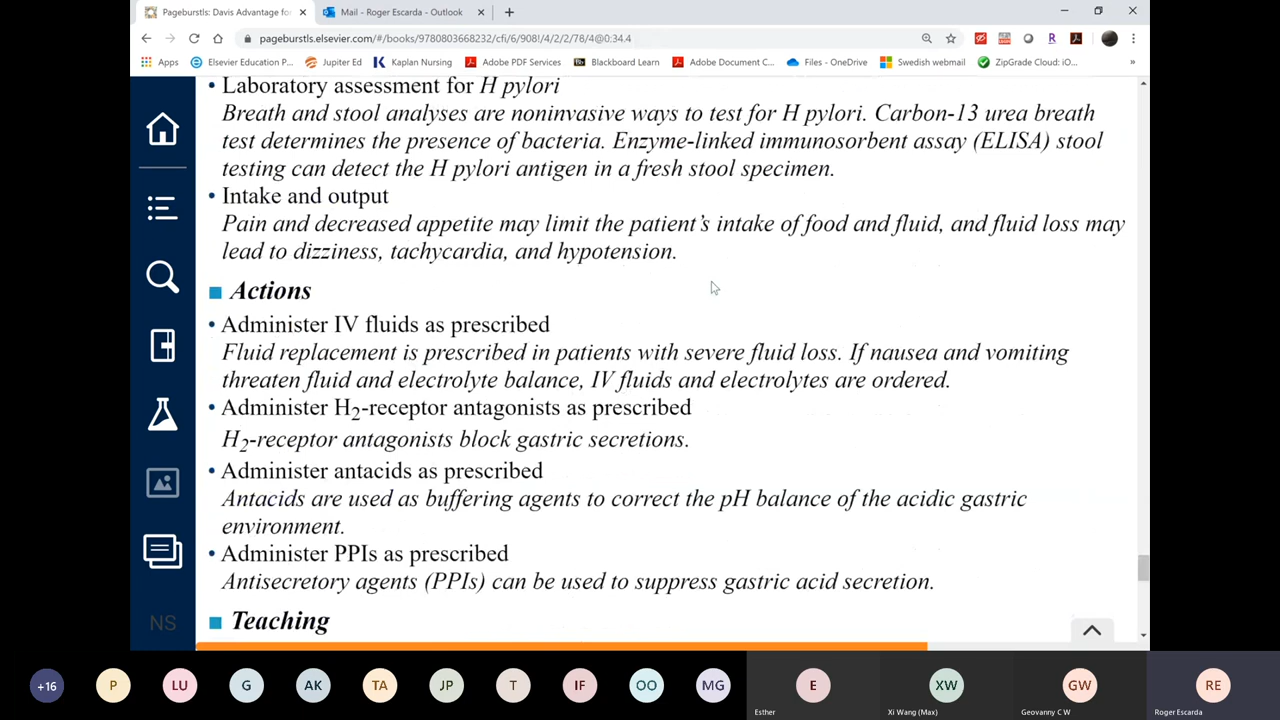 Pageburstls: Davis Advantage fo
Mail - Roger Escarda - Outlook
pageburstls.elsevier.com/#/books/9780803668232/cfi/6/908!/4/2/2/78/4@0:34.4
Apps Elsevier Education P... Jupiter Ed Kaplan Nursing Adobe PDF Services Blackboard Learn Adobe Document C... Files - OneDrive Swedish webmail ZipGrade Cloud: iO...
• Laboratory assessment for H pylori
Breath and stool analyses are noninvasive ways to test for H pylori. Carbon-13 urea breath
test determines the presence of bacteria. Enzyme-linked immunosorbent assay (ELISA) stool
testing can detect the H pylori antigen in a fresh stool specimen.
• Intake and output
Pain and decreased appetite may limit the patient’s intake of food and fluid, and fluid loss may
lead to dizziness, tachycardia, and hypotension.
■ Actions
• Administer IV fluids as prescribed
Fluid replacement is prescribed in patients with severe fluid loss. If nausea and vomiting
threaten fluid and electrolyte balance, IV fluids and electrolytes are ordered.
• Administer H2-receptor antagonists as prescribed
H2-receptor antagonists block gastric secretions.
• Administer antacids as prescribed
Antacids are used as buffering agents to correct the pH balance of the acidic gastric
environment.
• Administer PPIs as prescribed
Antisecretory agents (PPIs) can be used to suppress gastric acid secretion.
■ Teaching
NS
+16 P LU G AK TA JP T IF OO MG E XW GW RE
Esther Xi Wang (Max) Geovanny C W Roger Escarda